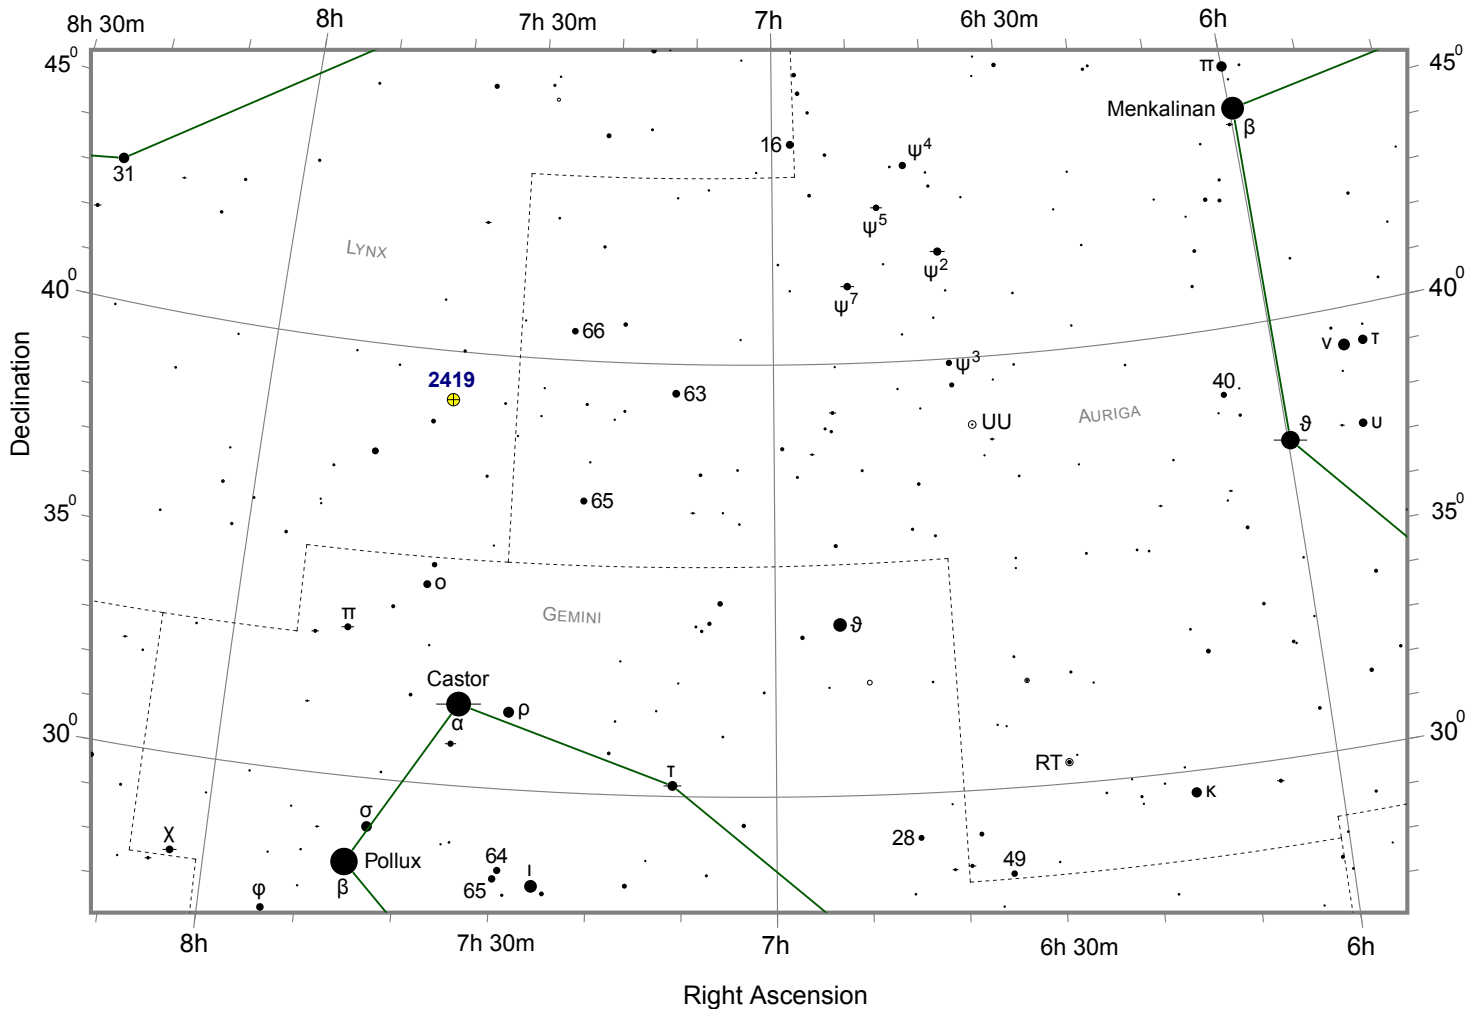 8h 30m
8h
7h 30m
7h
6h 30m
6h
45⁰
π
45⁰
Menkalinan
β
16
ψ⁴
31
ψ⁵
LYNX
ψ²
40⁰
ψ⁷
40⁰
66
ν
τ
ψ³
2419
63
40
AURIGA
UU
ϑ
υ
Declination
65
35⁰
35⁰
ο
π
GEMINI
ϑ
Castor
α
ρ
30⁰
30⁰
RT
τ
κ
σ
χ
28
Pollux
β
64
65
ι
49
φ
8h
7h 30m
7h
6h 30m
6h
Right Ascension